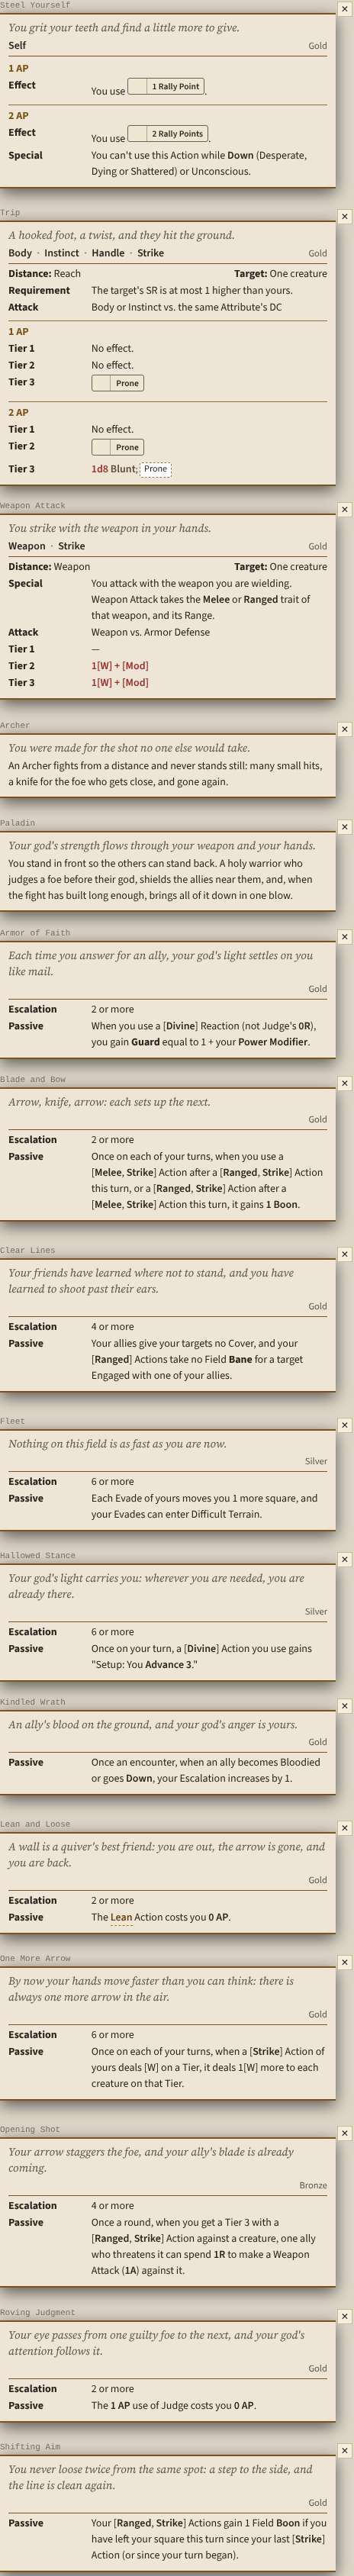 Steel Yourself
×
You grit your teeth and find a little more to give.
Self Gold
1 AP
Effect You use 1 Rally Point.
2 AP
Effect You use 2 Rally Points.
Special You can't use this Action while Down (Desperate,
Dying or Shattered) or Unconscious.
Trip
×
A hooked foot, a twist, and they hit the ground.
Body · Instinct · Handle · Strike Gold
Distance: Reach Target: One creature
Requirement The target's SR is at most 1 higher than yours.
Attack Body or Instinct vs. the same Attribute's DC
1 AP
Tier 1 No effect.
Tier 2 No effect.
Tier 3 Prone
2 AP
Tier 1 No effect.
Tier 2 Prone
Tier 3 1d8 Blunt; Prone
Weapon Attack
×
You strike with the weapon in your hands.
Weapon · Strike Gold
Distance: Weapon Target: One creature
Special You attack with the weapon you are wielding.
Weapon Attack takes the Melee or Ranged trait of
that weapon, and its Range.
Attack Weapon vs. Armor Defense
Tier 1 —
Tier 2 1[W] + [Mod]
Tier 3 1[W] + [Mod]
Archer
×
You were made for the shot no one else would take.
An Archer fights from a distance and never stands still: many small hits,
a knife for the foe who gets close, and gone again.
Paladin
×
Your god's strength flows through your weapon and your hands.
You stand in front so the others can stand back. A holy warrior who
judges a foe before their god, shields the allies near them, and, when
the fight has built long enough, brings all of it down in one blow.
Armor of Faith
×
Each time you answer for an ally, your god's light settles on you
like mail.
Gold
Escalation 2 or more
Passive When you use a [Divine] Reaction (not Judge's 0R),
you gain Guard equal to 1 + your Power Modifier.
Blade and Bow
×
Arrow, knife, arrow: each sets up the next.
Gold
Escalation 2 or more
Passive Once on each of your turns, when you use a
[Melee, Strike] Action after a [Ranged, Strike] Action
this turn, or a [Ranged, Strike] Action after a
[Melee, Strike] Action this turn, it gains 1 Boon.
Clear Lines
×
Your friends have learned where not to stand, and you have
learned to shoot past their ears.
Gold
Escalation 4 or more
Passive Your allies give your targets no Cover, and your
[Ranged] Actions take no Field Bane for a target
Engaged with one of your allies.
Fleet
×
Nothing on this field is as fast as you are now.
Silver
Escalation 6 or more
Passive Each Evade of yours moves you 1 more square, and
your Evades can enter Difficult Terrain.
Hallowed Stance
×
Your god's light carries you: wherever you are needed, you are
already there.
Silver
Escalation 6 or more
Passive Once on your turn, a [Divine] Action you use gains
"Setup: You Advance 3."
Kindled Wrath
×
An ally's blood on the ground, and your god's anger is yours.
Gold
Passive Once an encounter, when an ally becomes Bloodied
or goes Down, your Escalation increases by 1.
Lean and Loose
×
A wall is a quiver's best friend: you are out, the arrow is gone, and
you are back.
Gold
Escalation 2 or more
Passive The Lean Action costs you 0 AP.
One More Arrow
×
By now your hands move faster than you can think: there is
always one more arrow in the air.
Gold
Escalation 6 or more
Passive Once on each of your turns, when a [Strike] Action of
yours deals [W] on a Tier, it deals 1[W] more to each
creature on that Tier.
Opening Shot
×
Your arrow staggers the foe, and your ally's blade is already
coming.
Bronze
Escalation 4 or more
Passive Once a round, when you get a Tier 3 with a
[Ranged, Strike] Action against a creature, one ally
who threatens it can spend 1R to make a Weapon
Attack (1A) against it.
Roving Judgment
×
Your eye passes from one guilty foe to the next, and your god's
attention follows it.
Gold
Escalation 2 or more
Passive The 1 AP use of Judge costs you 0 AP.
Shifting Aim
×
You never loose twice from the same spot: a step to the side, and
the line is clean again.
Gold
Passive Your [Ranged, Strike] Actions gain 1 Field Boon if you
have left your square this turn since your last [Strike]
Action (or since your turn began).